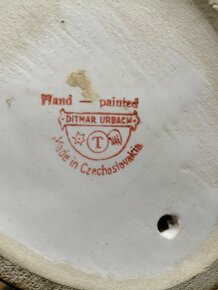 Hand — painted
DITMAR URBACH
T
Made in Czechoslovakia